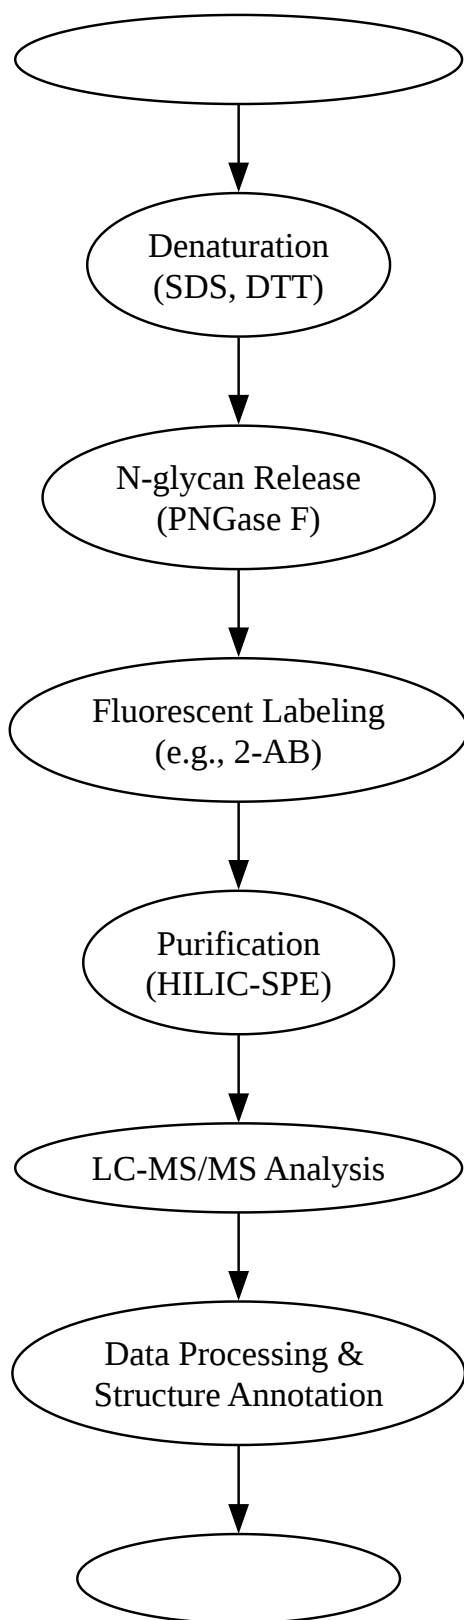 Denaturation
(SDS, DTT)
N-glycan Release
(PNGase F)
Fluorescent Labeling
(e.g., 2-AB)
Purification
(HILIC-SPE)
LC-MS/MS Analysis
Data Processing &
Structure Annotation